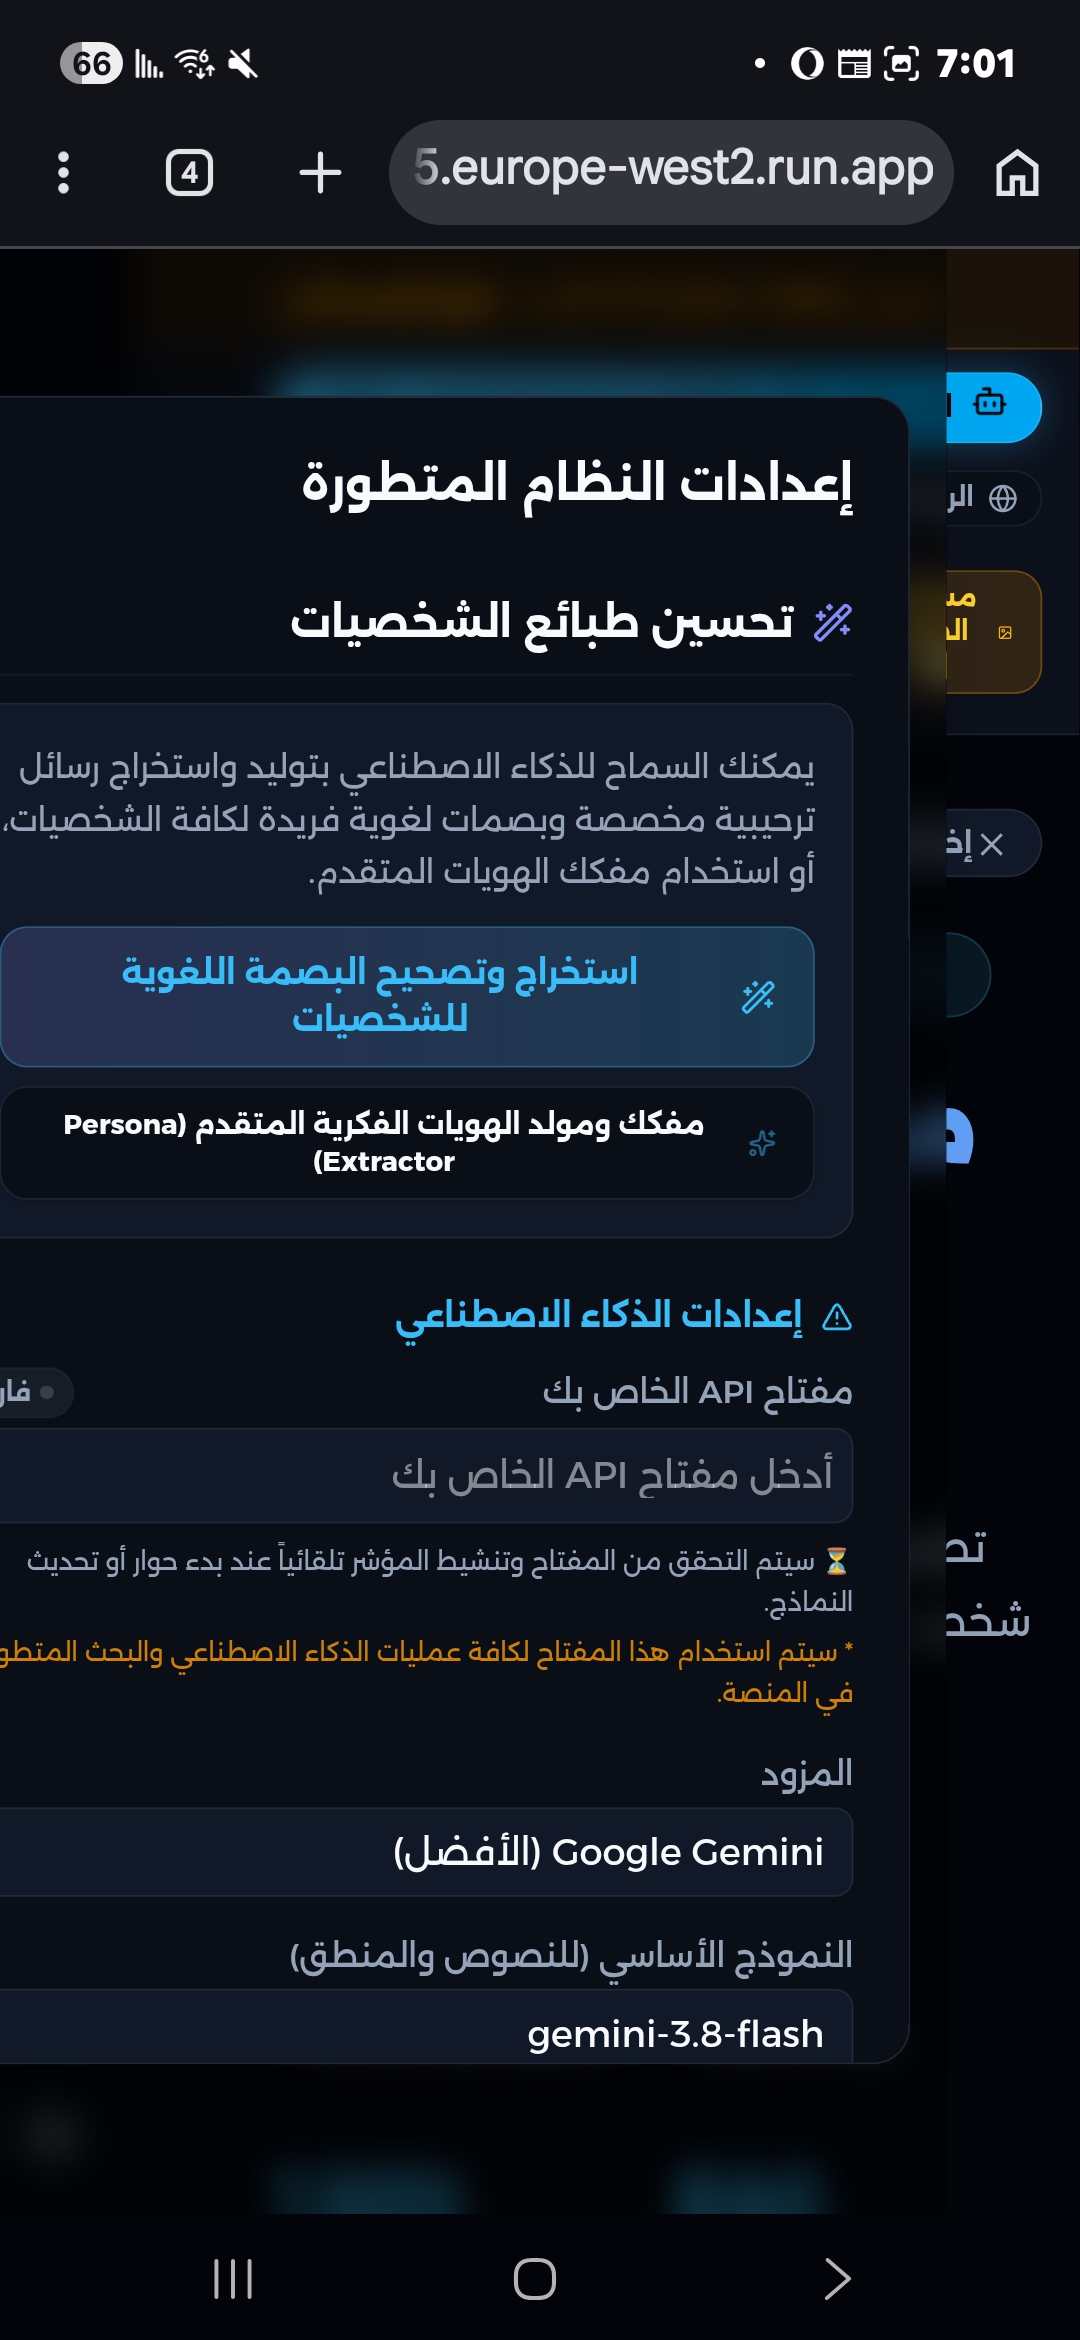 66
7:01
4
5.europe-west2.run.app
إعدادات النظام المتطورة
تحسين طبائع الشخصيات
يمكنك السماح للذكاء الاصطناعي بتوليد واستخراج رسائل
ترحيبية مخصصة وبصمات لغوية فريدة لكافة الشخصيات،
أو استخدام مفكك الهويات المتقدم.
استخراج وتصحيح البصمة اللغوية
للشخصيات
مفكك ومولد الهويات الفكرية المتقدم (Persona
Extractor)
إعدادات الذكاء الاصطناعي
مفتاح API الخاص بك
أدخل مفتاح API الخاص بك
⏳ سيتم التحقق من المفتاح وتنشيط المؤشر تلقائياً عند بدء حوار أو تحديث
النماذج.
* سيتم استخدام هذا المفتاح لكافة عمليات الذكاء الاصطناعي والبحث المتطو
في المنصة.
المزود
Google Gemini (الأفضل)
النموذج الأساسي (للنصوص والمنطق)
gemini-3.8-flash